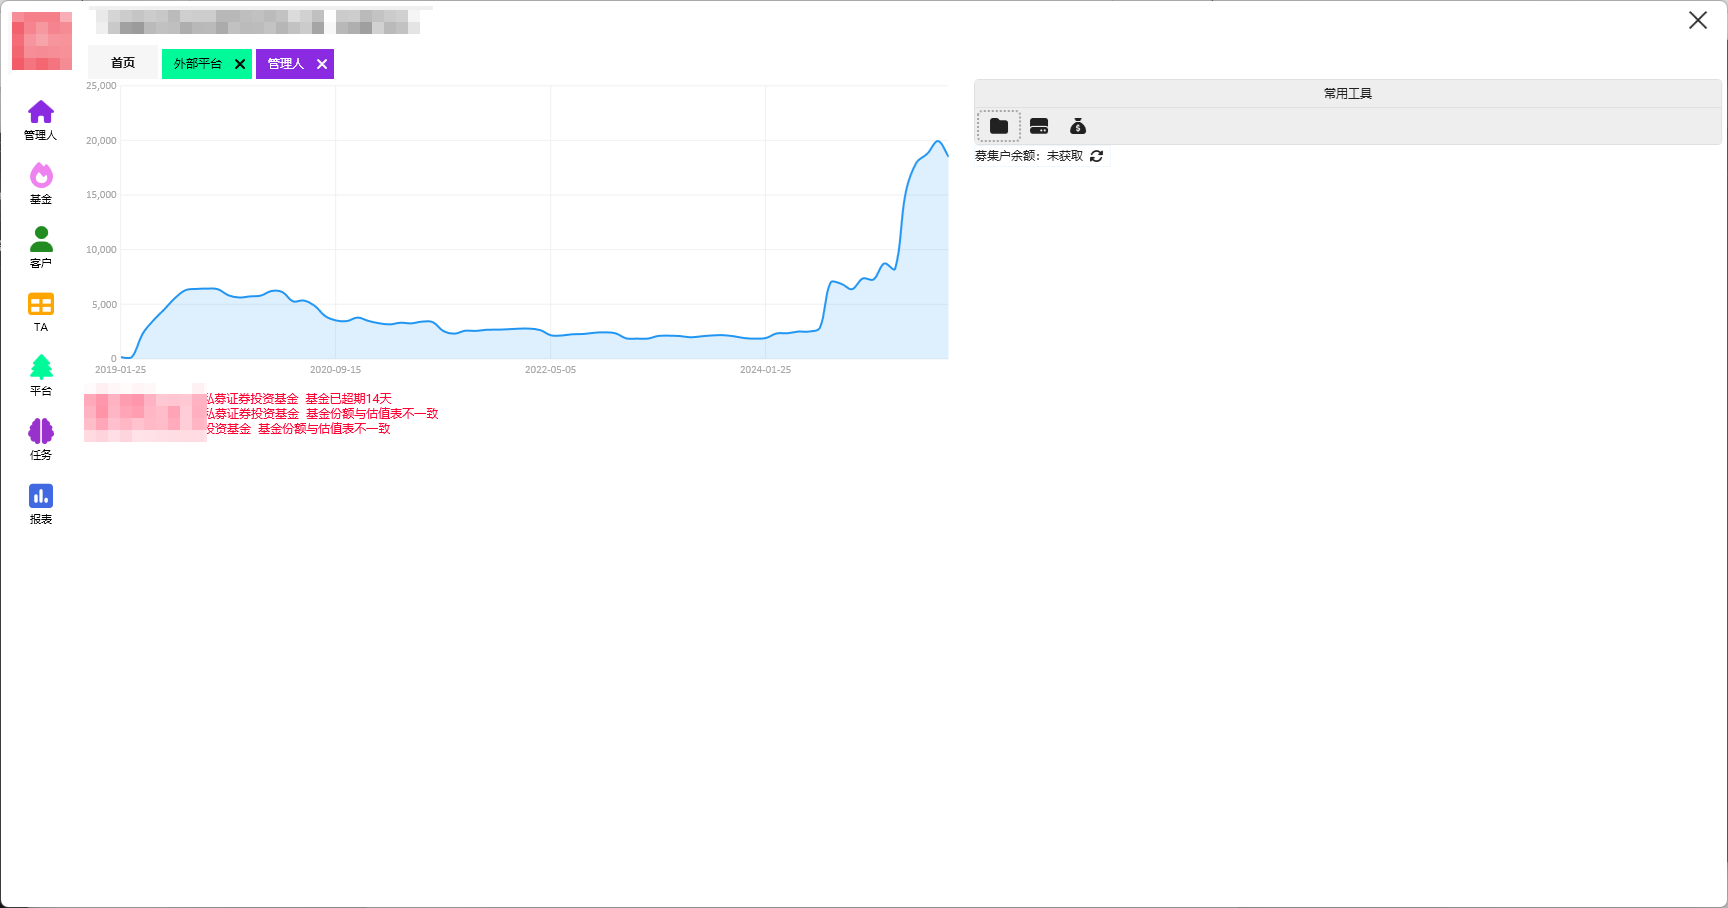 首页
外部平台
管理人
管理人
基金
客户
TA
平台
任务
报表
25,000
20,000
15,000
10,000
5,000
0
2019-01-25
2020-09-15
2022-05-05
2024-01-25
私募证券投资基金 基金已超期14天
私募证券投资基金 基金份额与估值表不一致
投资基金 基金份额与估值表不一致
常用工具
募集户余额：未获取